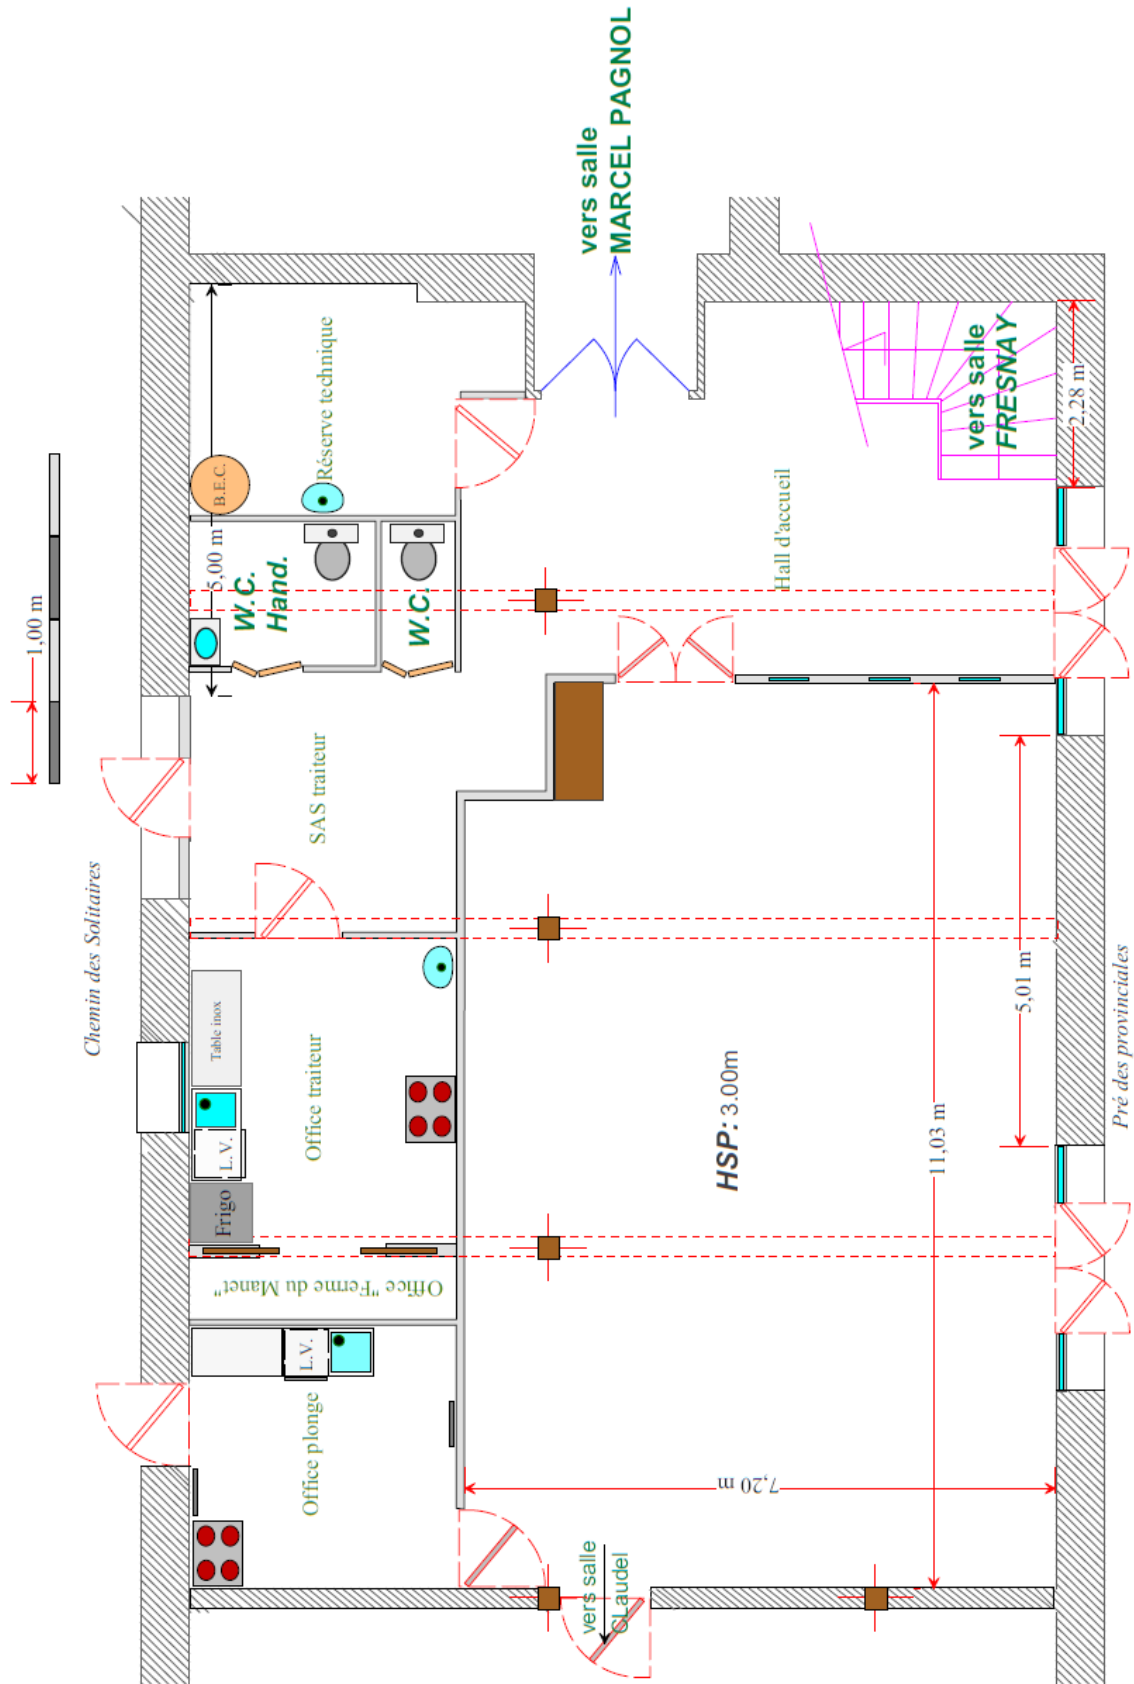 vers salle
MARCEL PAGNOL
Réserve technique
B.E.C.
5,00 m
1,00 m
W.C.
Hand.
W.C.
vers salle
FRESNAY
2,28 m
Hall d'accueil
SAS traiteur
Chemin des Solitaires
Table inox
Office traiteur
L.V.
Frigo
Office "Ferme du Manet"
L.V.
Office plonge
HSP: 3.00m
11,03 m
5,01 m
Pré des provinciales
7,20 m
vers salle
CLaudel